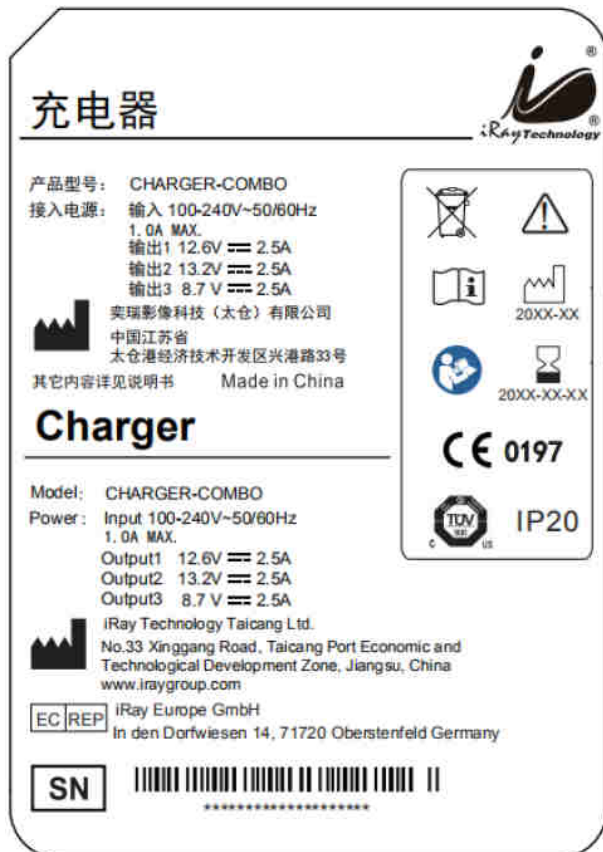 充电器
iRay Technology
®
®
产品型号: CHARGER-COMBO
接入电源: 输入 100-240V~50/60Hz
1.0A MAX.
输出1 12.6V ⎓ 2.5A
输出2 13.2V ⎓ 2.5A
输出3 8.7 V ⎓ 2.5A
奕瑞影像科技(太仓)有限公司
中国江苏省
太仓港经济技术开发区兴港路33号
其它内容详见说明书 Made in China
i
20XX-XX
20XX-XX-XX
CE 0197
TÜV
C US
IP20
Charger
Model: CHARGER-COMBO
Power: Input 100-240V~50/60Hz
1.0A MAX.
Output1 12.6V ⎓ 2.5A
Output2 13.2V ⎓ 2.5A
Output3 8.7 V ⎓ 2.5A
iRay Technology Taicang Ltd.
No.33 Xinggang Road, Taicang Port Economic and
Technological Development Zone, Jiangsu, China
www.iraygroup.com
EC REP iRay Europe GmbH
In den Dorfwiesen 14, 71720 Oberstenfeld Germany
SN
********************